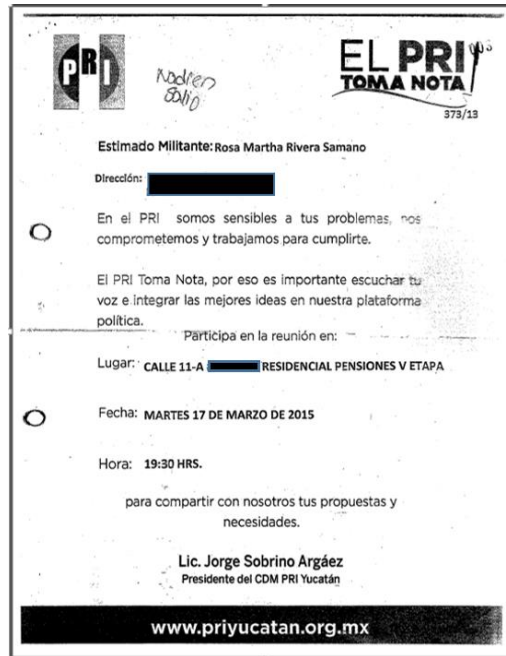 PRI
Nadien
Salio
EL PRI
TOMA NOTA
373/13
Estimado Militante: Rosa Martha Rivera Samano
Dirección:
En el PRI somos sensibles a tus problemas, nos
comprometemos y trabajamos para cumplirte.
El PRI Toma Nota, por eso es importante escuchar tu
voz e integrar las mejores ideas en nuestra plataforma
política.
Participa en la reunión en:
Lugar: CALLE 11-A RESIDENCIAL PENSIONES V ETAPA
Fecha: MARTES 17 DE MARZO DE 2015
Hora: 19:30 HRS.
para compartir con nosotros tus propuestas y
necesidades.
Lic. Jorge Sobrino Argáez
Presidente del CDM PRI Yucatán
www.priyucatan.org.mx